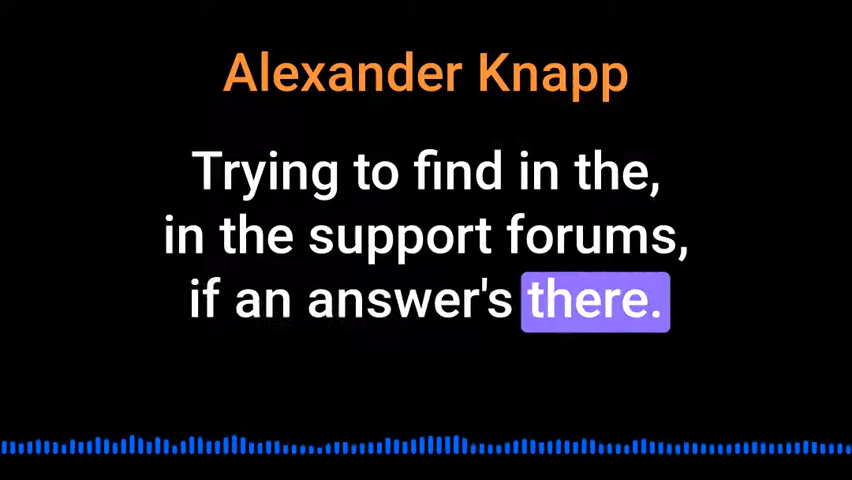 Alexander Knapp
Trying to find in the,
in the support forums,
if an answer's there.